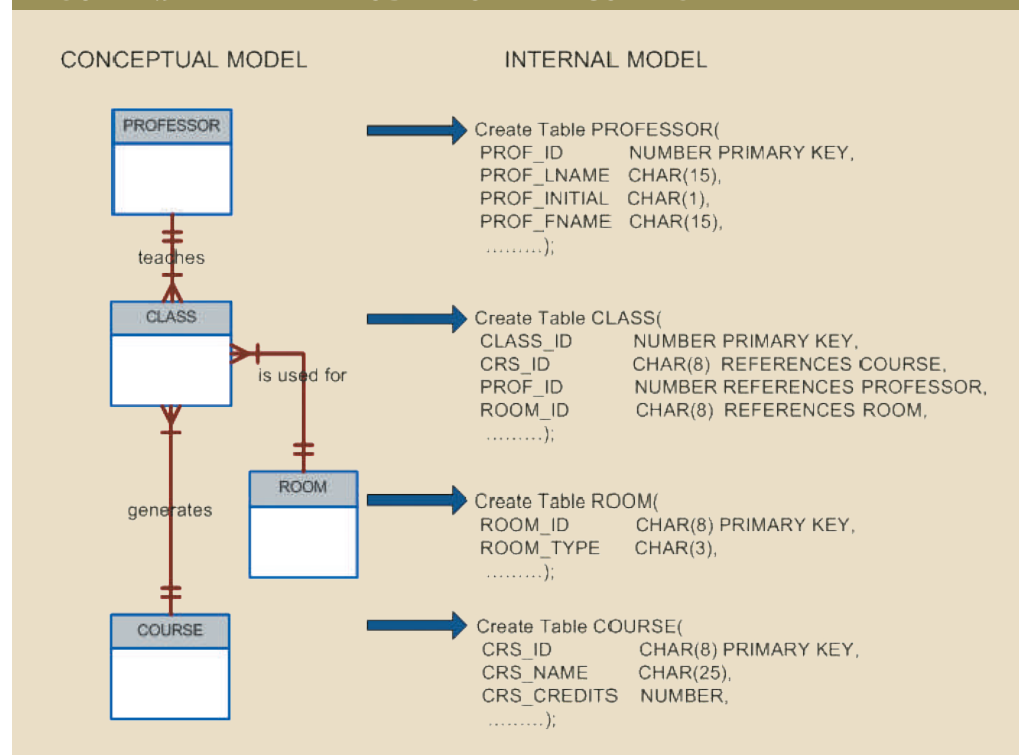 CONCEPTUAL MODEL
INTERNAL MODEL
PROFESSOR
teaches
CLASS
is used for
ROOM
generates
COURSE
Create Table PROFESSOR(
PROF_ID NUMBER PRIMARY KEY,
PROF_LNAME CHAR(15),
PROF_INITIAL CHAR(1),
PROF_FNAME CHAR(15),
.........);
Create Table CLASS(
CLASS_ID NUMBER PRIMARY KEY,
CRS_ID CHAR(8) REFERENCES COURSE,
PROF_ID NUMBER REFERENCES PROFESSOR,
ROOM_ID CHAR(8) REFERENCES ROOM,
.........);
Create Table ROOM(
ROOM_ID CHAR(8) PRIMARY KEY,
ROOM_TYPE CHAR(3),
.........);
Create Table COURSE(
CRS_ID CHAR(8) PRIMARY KEY,
CRS_NAME CHAR(25),
CRS_CREDITS NUMBER,
.........);